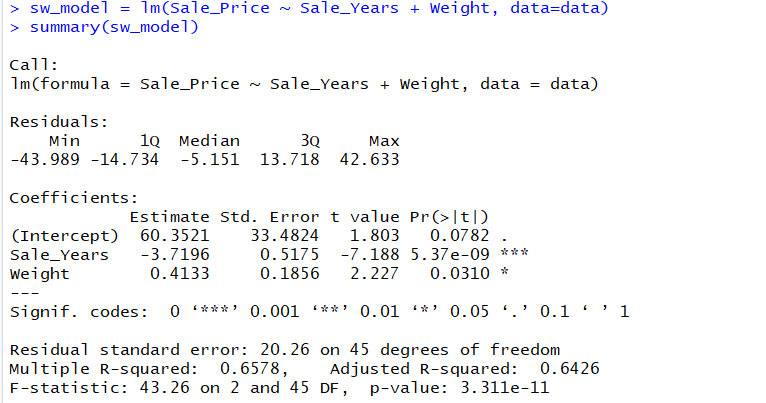 > sw_model = lm(Sale_Price ~ Sale_Years + Weight, data=data)
> summary(sw_model)
Call:
lm(formula = Sale_Price ~ Sale_Years + Weight, data = data)
Residuals:
    Min      1Q  Median      3Q     Max
-43.989 -14.734  -5.151  13.718  42.633
Coefficients:
            Estimate Std. Error t value Pr(>|t|)
(Intercept)  60.3521    33.4824   1.803   0.0782 .
Sale_Years   -3.7196     0.5175  -7.188 5.37e-09 ***
Weight        0.4133     0.1856   2.227   0.0310 *
---
Signif. codes:  0 ‘***’ 0.001 ‘**’ 0.01 ‘*’ 0.05 ‘.’ 0.1 ‘ ’ 1
Residual standard error: 20.26 on 45 degrees of freedom
Multiple R-squared:  0.6578,	Adjusted R-squared:  0.6426
F-statistic: 43.26 on 2 and 45 DF,  p-value: 3.311e-11